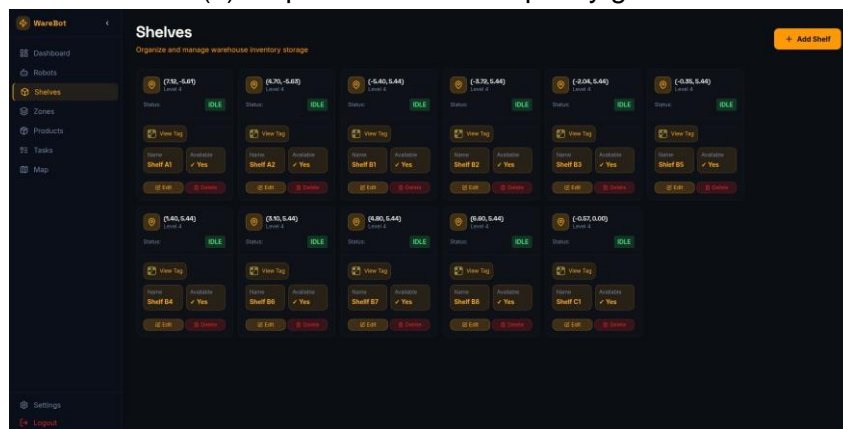 WareBot
Dashboard
Robots
Shelves
Zones
Products
Tasks
Map
Settings
Logout
Shelves
Organize and manage warehouse inventory storage
+ Add Shelf
(7.12, -5.61)
Level 4
Status: IDLE
View Tag
Name Available
Shelf A1 ✓ Yes
Edit Delete
(4.70, -5.63)
Level 4
Status: IDLE
View Tag
Name Available
Shelf A2 ✓ Yes
Edit Delete
(-5.40, 5.44)
Level 4
Status: IDLE
View Tag
Name Available
Shelf B1 ✓ Yes
Edit Delete
(-3.72, 5.44)
Level 4
Status: IDLE
View Tag
Name Available
Shelf B2 ✓ Yes
Edit Delete
(-2.04, 5.44)
Level 4
Status: IDLE
View Tag
Name Available
Shelf B3 ✓ Yes
Edit Delete
(-0.35, 5.44)
Level 4
Status: IDLE
View Tag
Name Available
Shlef B5 ✓ Yes
Edit Delete
(1.40, 5.44)
Level 4
Status: IDLE
View Tag
Name Available
Shelf B4 ✓ Yes
Edit Delete
(3.10, 5.44)
Level 4
Status: IDLE
View Tag
Name Available
Shelf B6 ✓ Yes
Edit Delete
(4.80, 5.44)
Level 4
Status: IDLE
View Tag
Name Available
Shelf B7 ✓ Yes
Edit Delete
(6.60, 5.44)
Level 4
Status: IDLE
View Tag
Name Available
Shelf B8 ✓ Yes
Edit Delete
(-0.57, 0.00)
Level 4
Status: IDLE
View Tag
Name Available
Shelf C1 ✓ Yes
Edit Delete